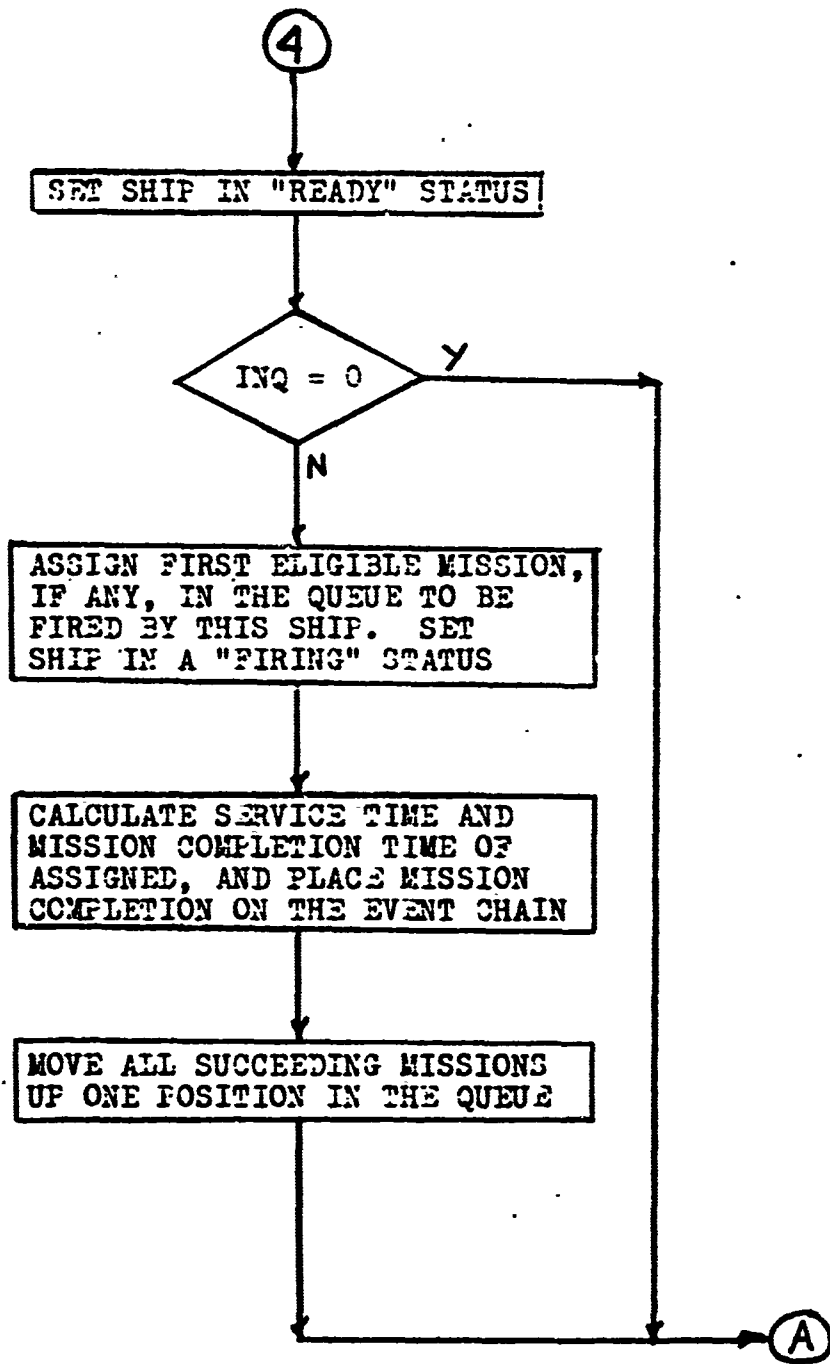 4
SET SHIP IN "READY" STATUS
INQ = 0
Y
N
ASSIGN FIRST ELIGIBLE MISSION,
IF ANY, IN THE QUEUE TO BE
FIRED BY THIS SHIP. SET
SHIP IN A "FIRING" STATUS
CALCULATE SERVICE TIME AND
MISSION COMPLETION TIME OF
ASSIGNED, AND PLACE MISSION
COMPLETION ON THE EVENT CHAIN
MOVE ALL SUCCEEDING MISSIONS
UP ONE POSITION IN THE QUEUE
A